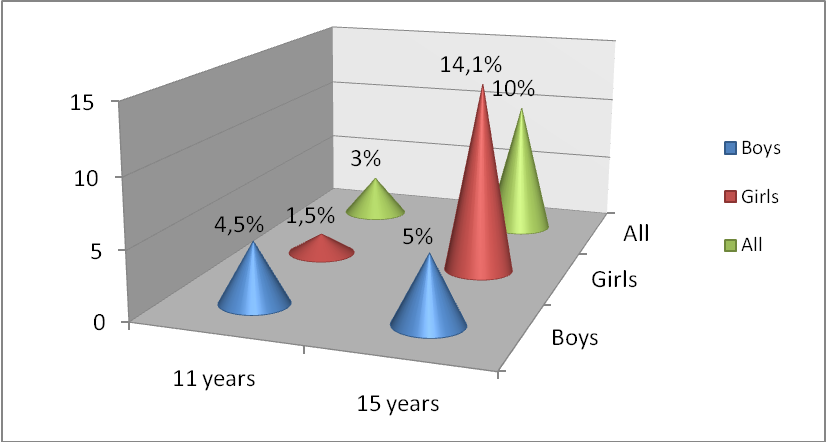 15
10
5
0
4,5%
1,5%
3%
5%
14,1%
10%
11 years
15 years
Boys
Girls
All
Boys
Girls
All